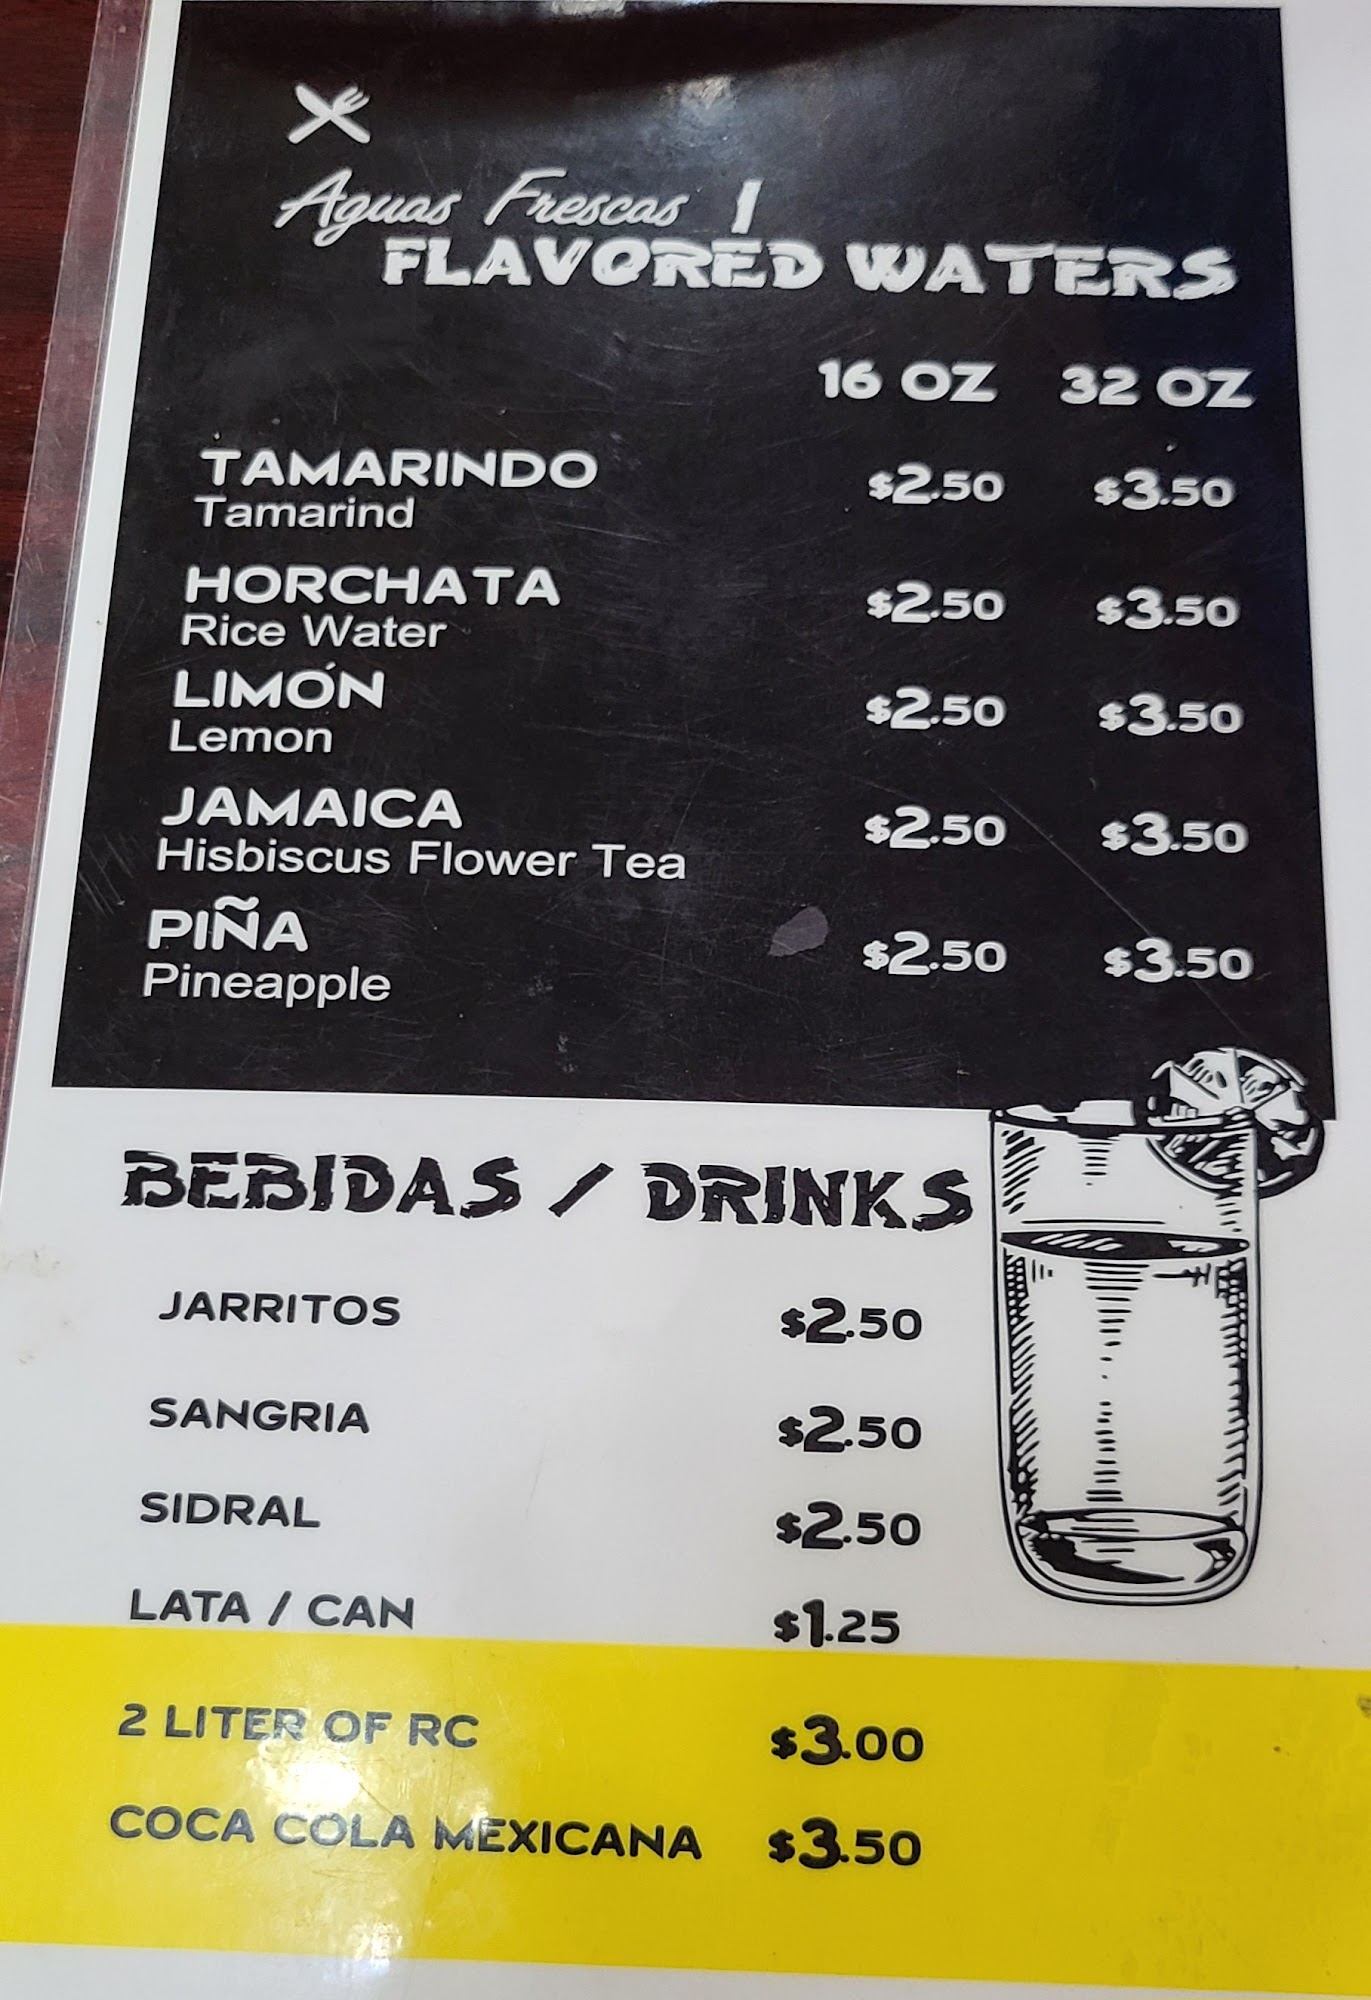 Aguas Frescas |
FLAVORED WATERS
16 OZ 32 OZ
TAMARINDO $2.50 $3.50
Tamarind
HORCHATA $2.50 $3.50
Rice Water
LIMÓN $2.50 $3.50
Lemon
JAMAICA $2.50 $3.50
Hisbiscus Flower Tea
PIÑA $2.50 $3.50
Pineapple
BEBIDAS / DRINKS
JARRITOS $2.50
SANGRIA $2.50
SIDRAL $2.50
LATA / CAN $1.25
2 LITER OF RC $3.00
COCA COLA MEXICANA $3.50